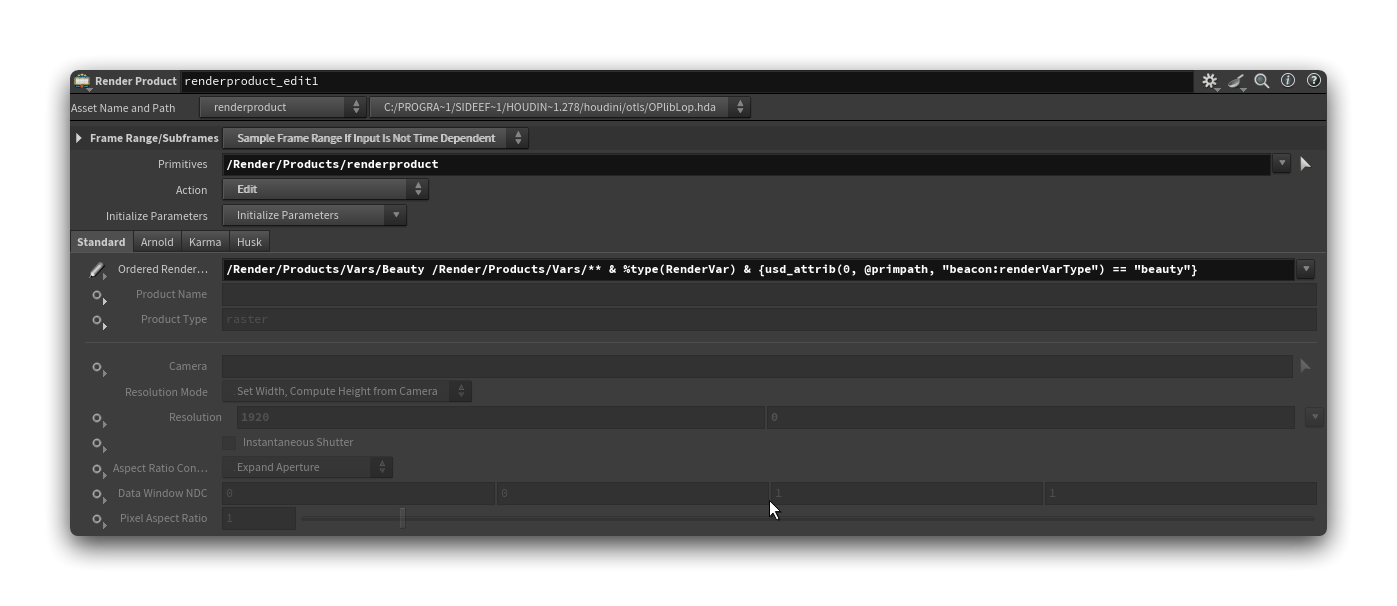 Render Product renderproduct_edit1
Asset Name and Path renderproduct C:/PROGRA~1/SIDEEF~1/HOUDIN~1.278/houdini/otls/OPlibLop.hda
Frame Range/Subframes Sample Frame Range If Input Is Not Time Dependent
Primitives /Render/Products/renderproduct
Action Edit
Initialize Parameters Initialize Parameters
Standard Arnold Karma Husk
Ordered Render... /Render/Products/Vars/Beauty /Render/Products/Vars/** & %type(RenderVar) & {usd_attrib(0, @primpath, "beacon:renderVarType") == "beauty"}
Product Name
Product Type raster
Camera
Resolution Mode Set Width, Compute Height from Camera
Resolution 1920 0
Instantaneous Shutter
Aspect Ratio Con... Expand Aperture
Data Window NDC 0 0 1 1
Pixel Aspect Ratio 1